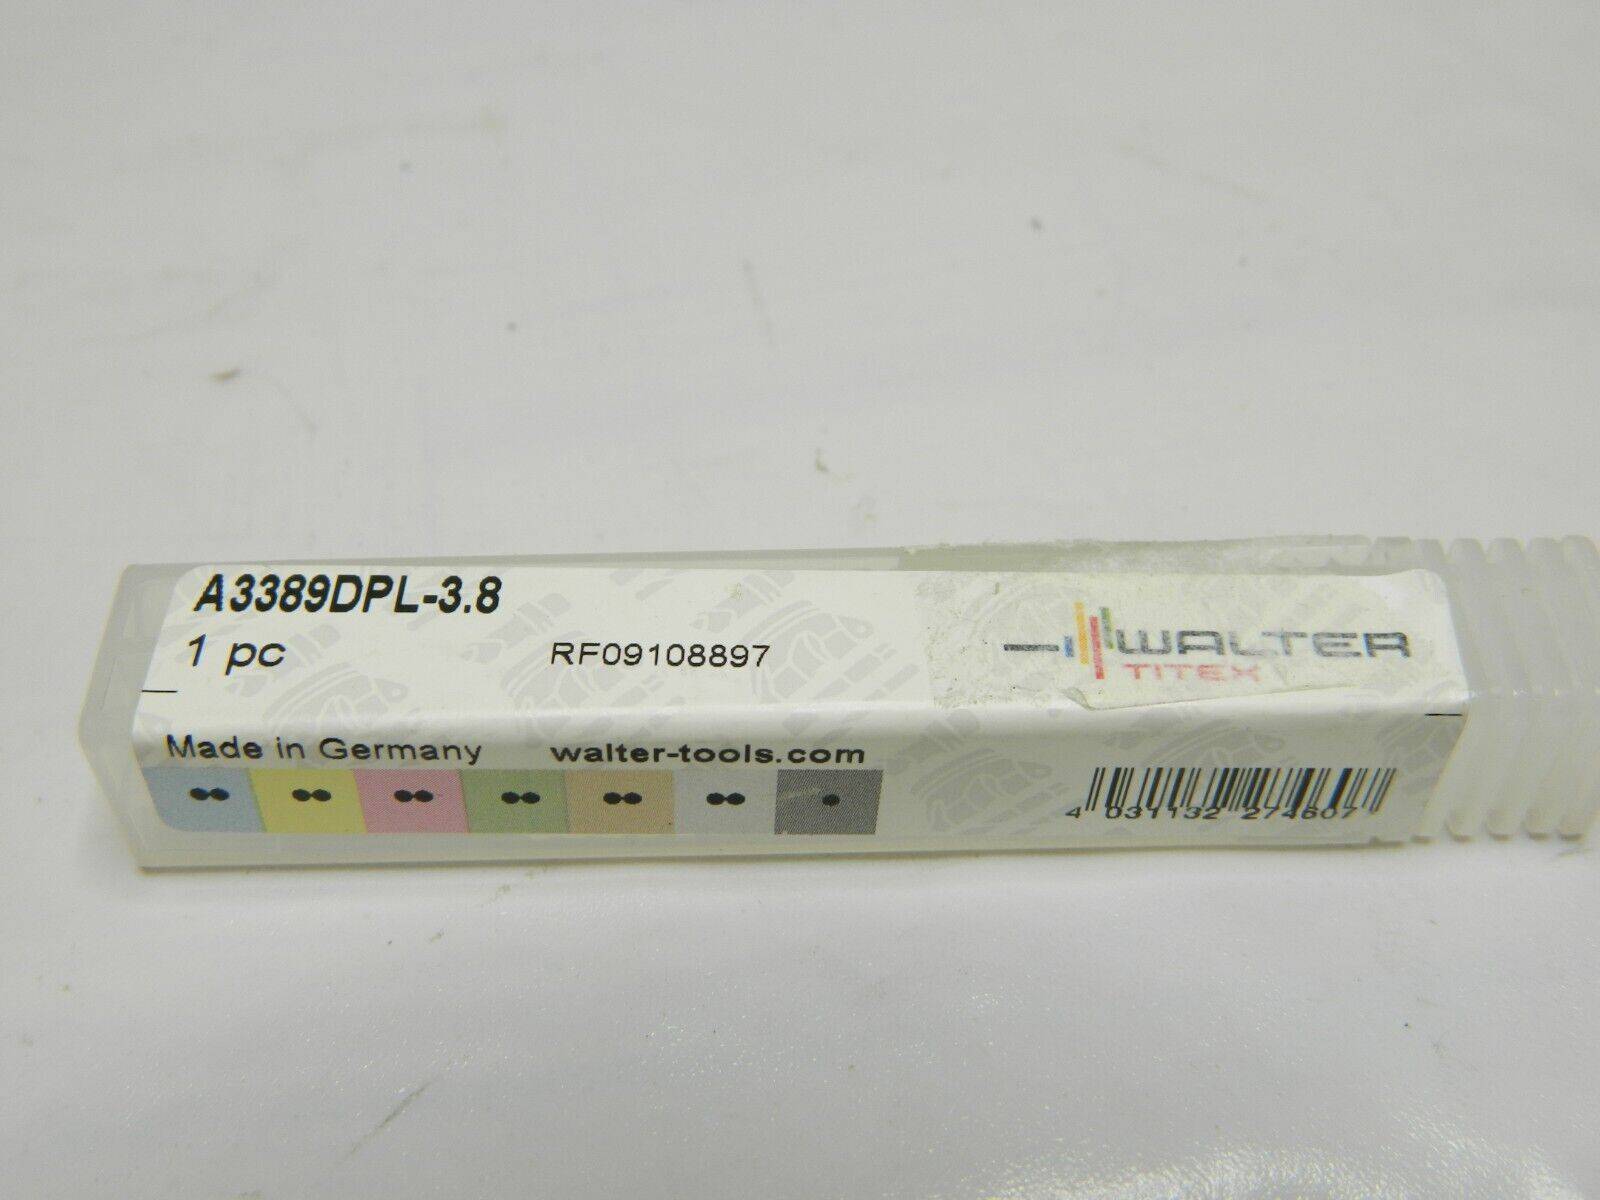 A3389DPL-3.8
1 pc
RF09108897
WALTER
TITEX
Made in Germany
walter-tools.com
4 031132 274607